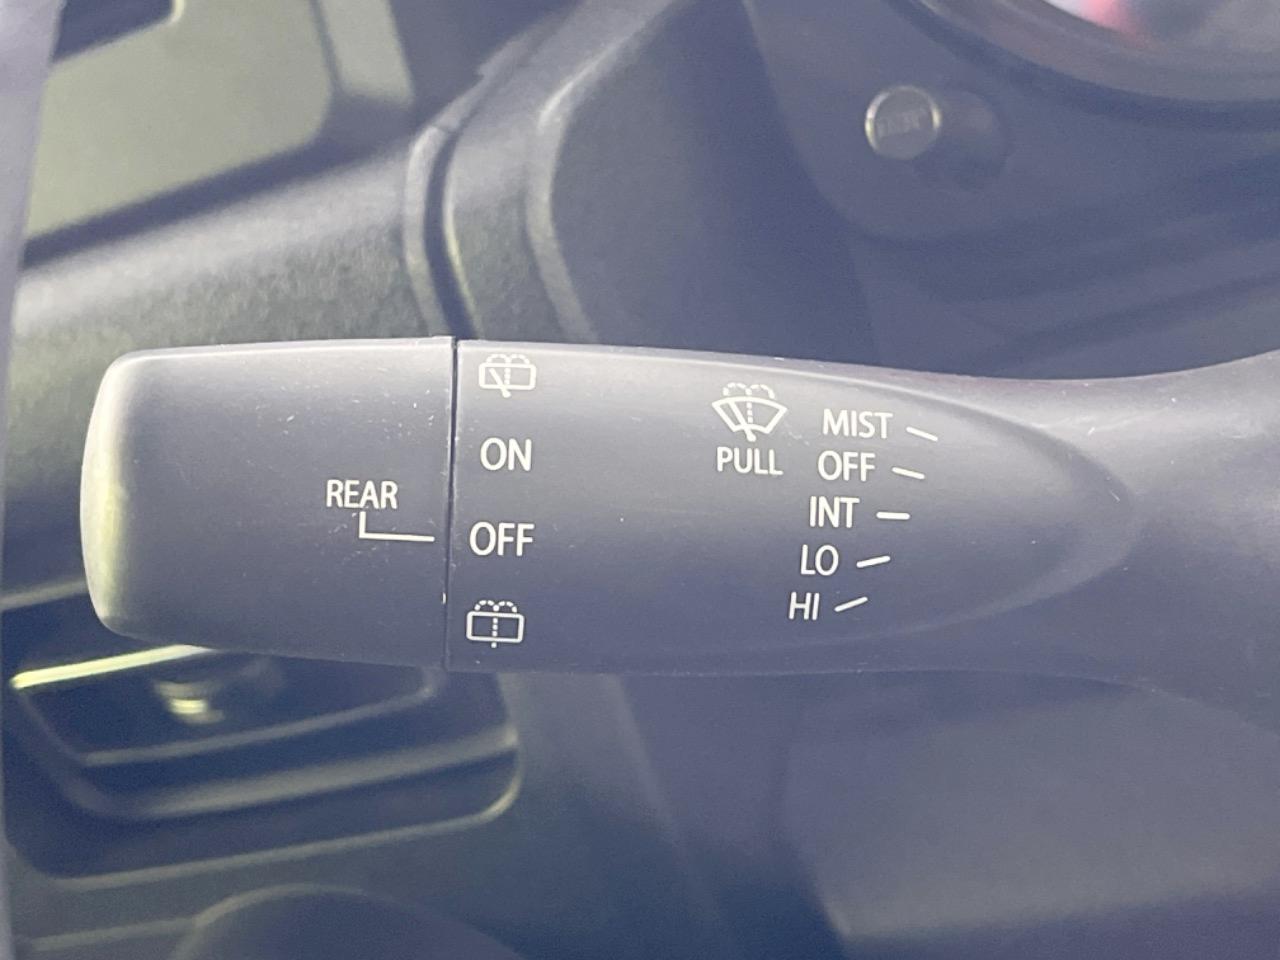 ON
REAR
OFF
PULL
MIST
OFF
INT
LO
HI